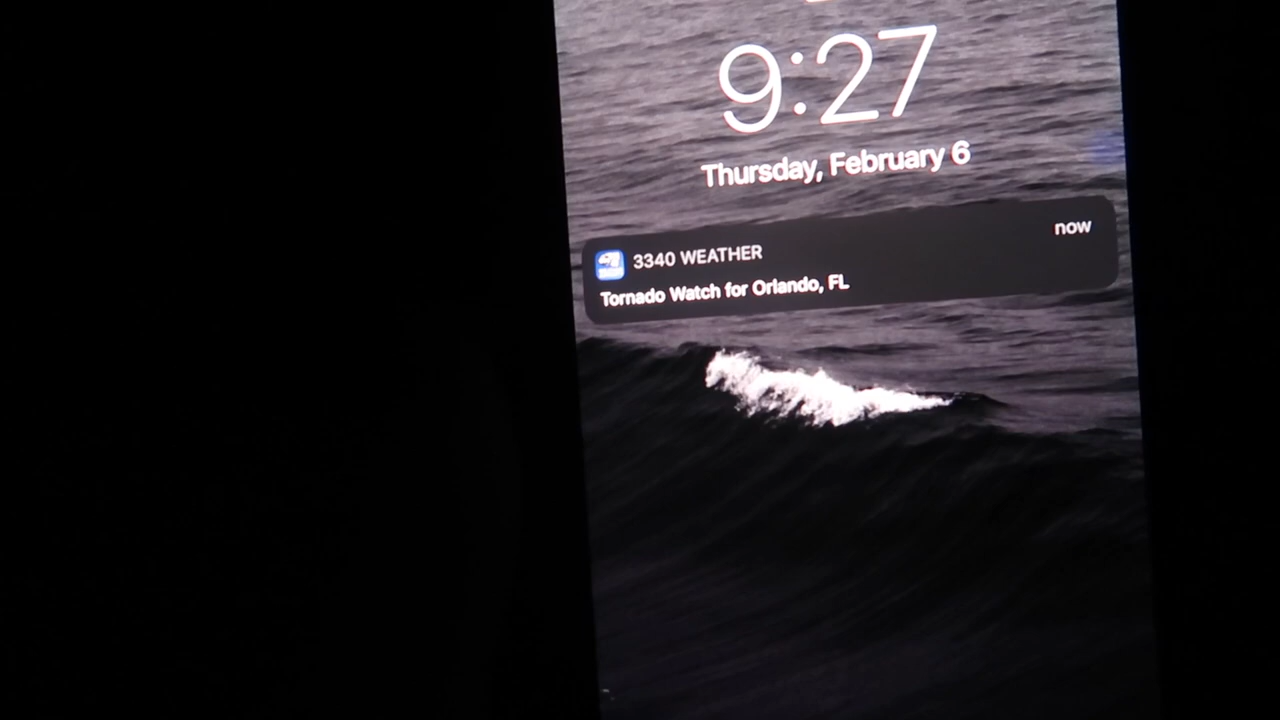 9:27
Thursday, February 6
3340 WEATHER
now
Tornado Watch for Orlando, FL